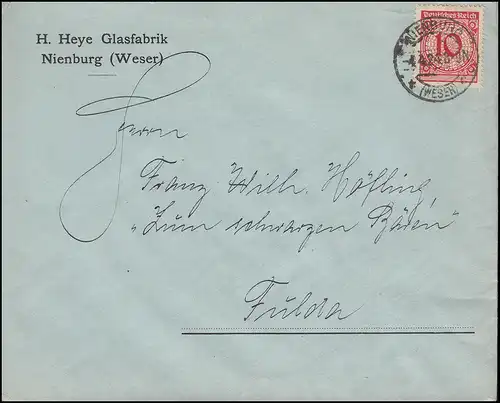 H. Heye Glasfabrik
Nienburg (Weser)
Deutsches Reich
10
NIENBURG
(WESER)
Herrn
Franz Wilh. Höfling,
„Zum schwarzen Bären“
Fulda